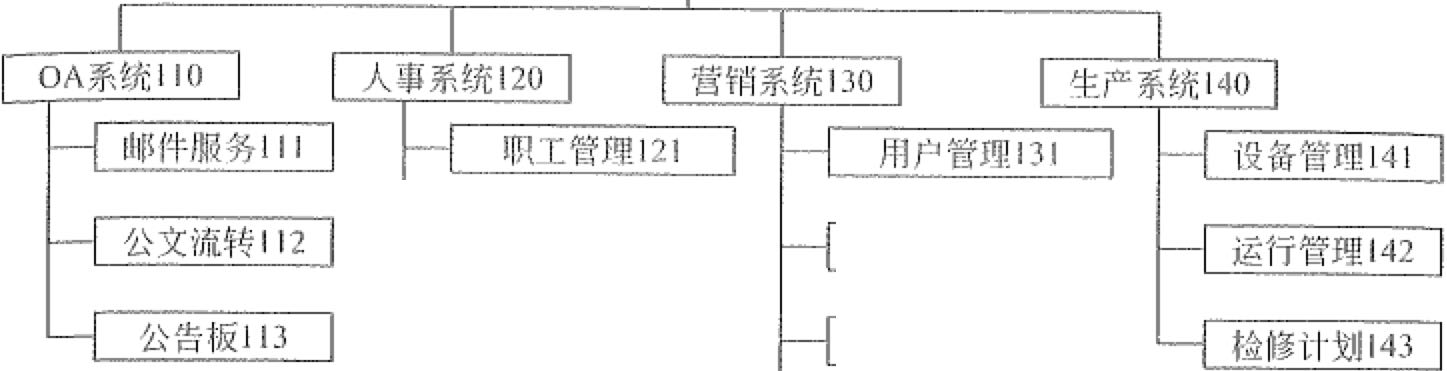 OA系统110
人事系统120
营销系统130
生产系统140
邮件服务111
职工管理121
用户管理131
设备管理141
公文流转112
运行管理142
公告板113
检修计划143